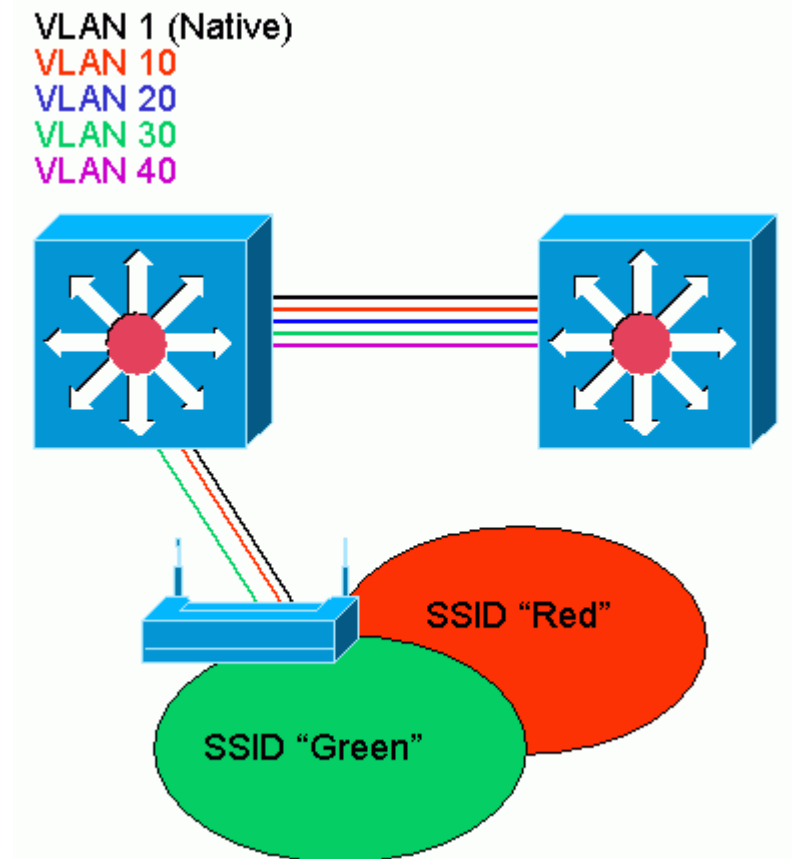 VLAN 1 (Native)
VLAN 10
VLAN 20
VLAN 30
VLAN 40
SSID “Red”
SSID “Green”